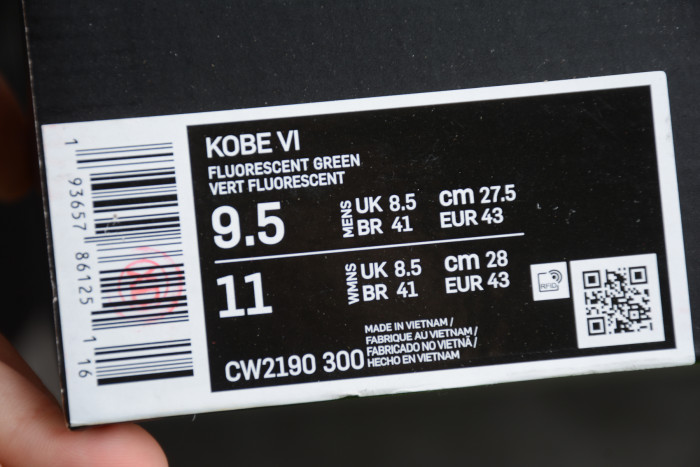 KOBE VI
FLUORESCENT GREEN
VERT FLUORESCENT
9.5 MENS UK 8.5 cm 27.5
BR 41 EUR 43
11 WMNS UK 8.5 cm 28
BR 41 EUR 43
MADE IN VIETNAM /
FABRIQUE AU VIETNAM /
FABRICADO NO VIETNÃ /
HECHO EN VIETNAM
CW2190 300
RFID
1 93657 86125 1 16